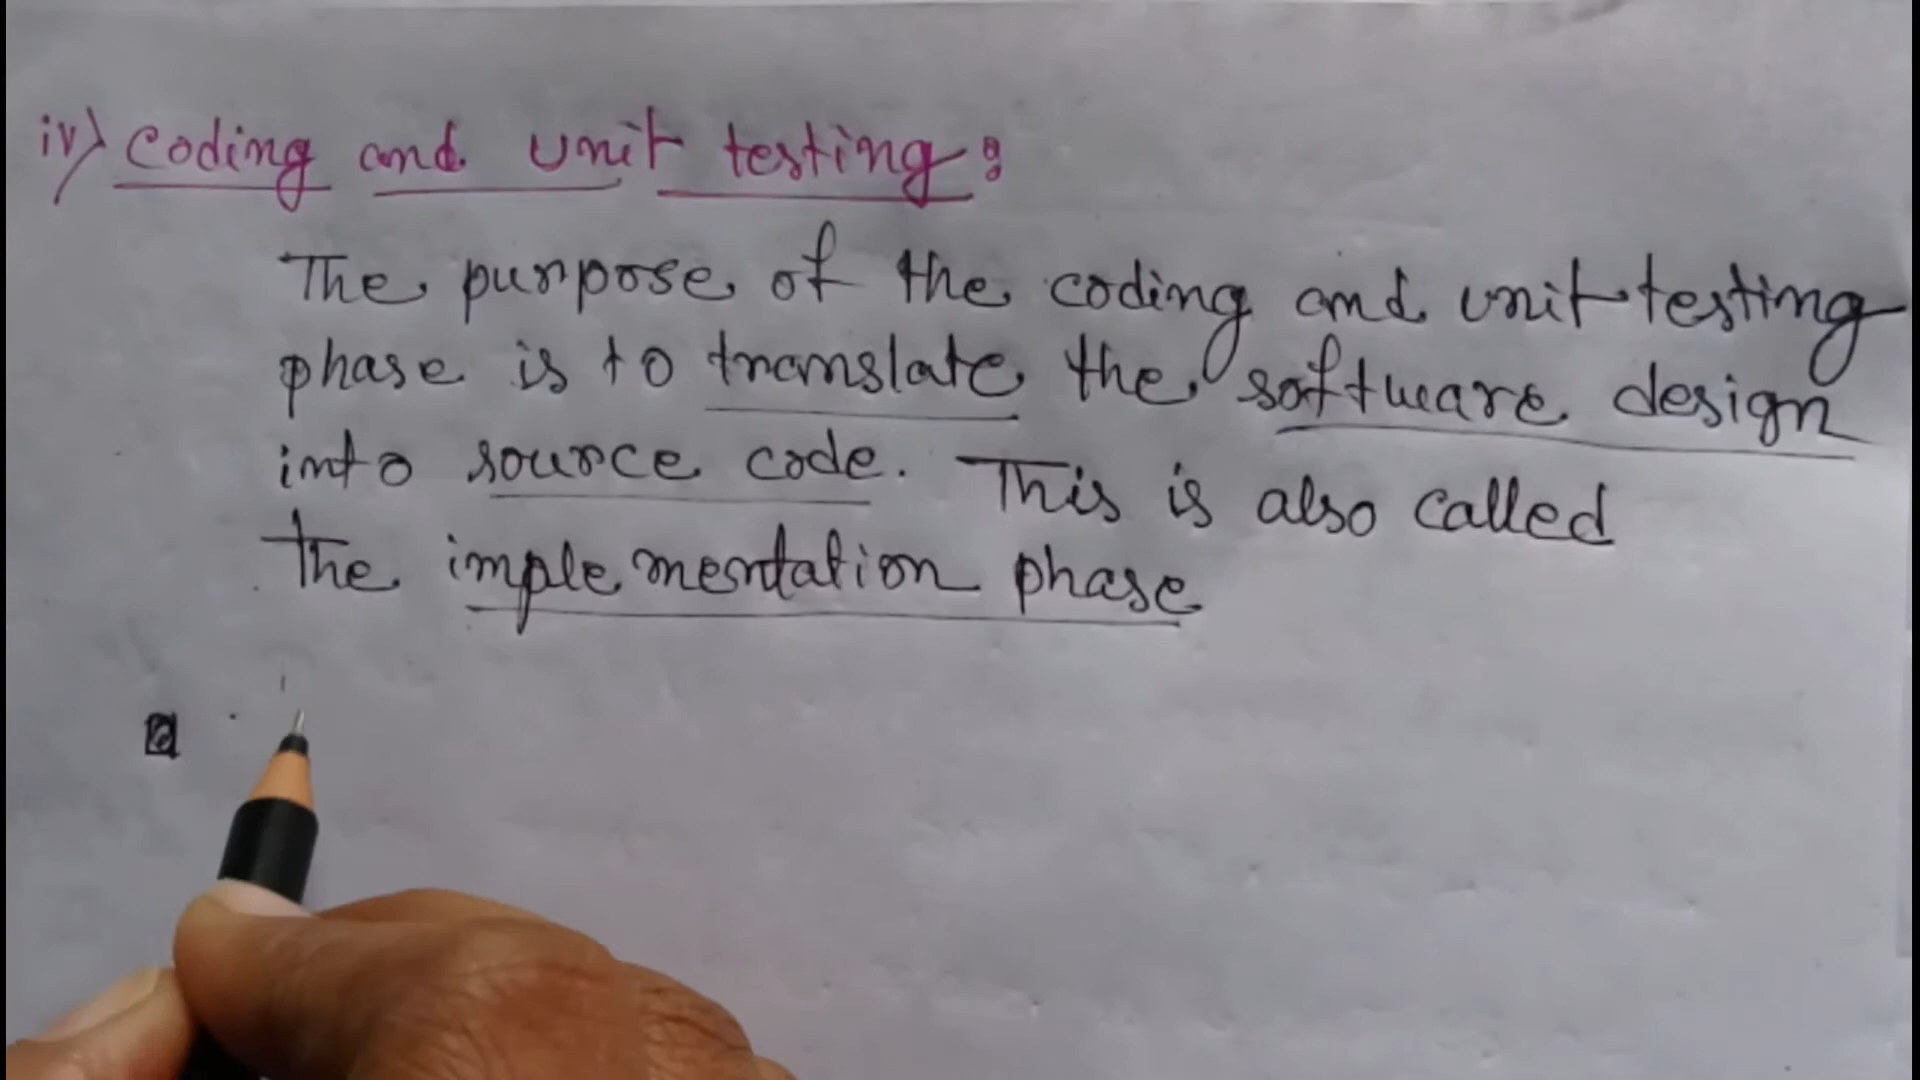 iv) Coding and unit testing:
The purpose of the coding and unit testing
phase is to translate the software design
into source code. This is also called
the implementation phase